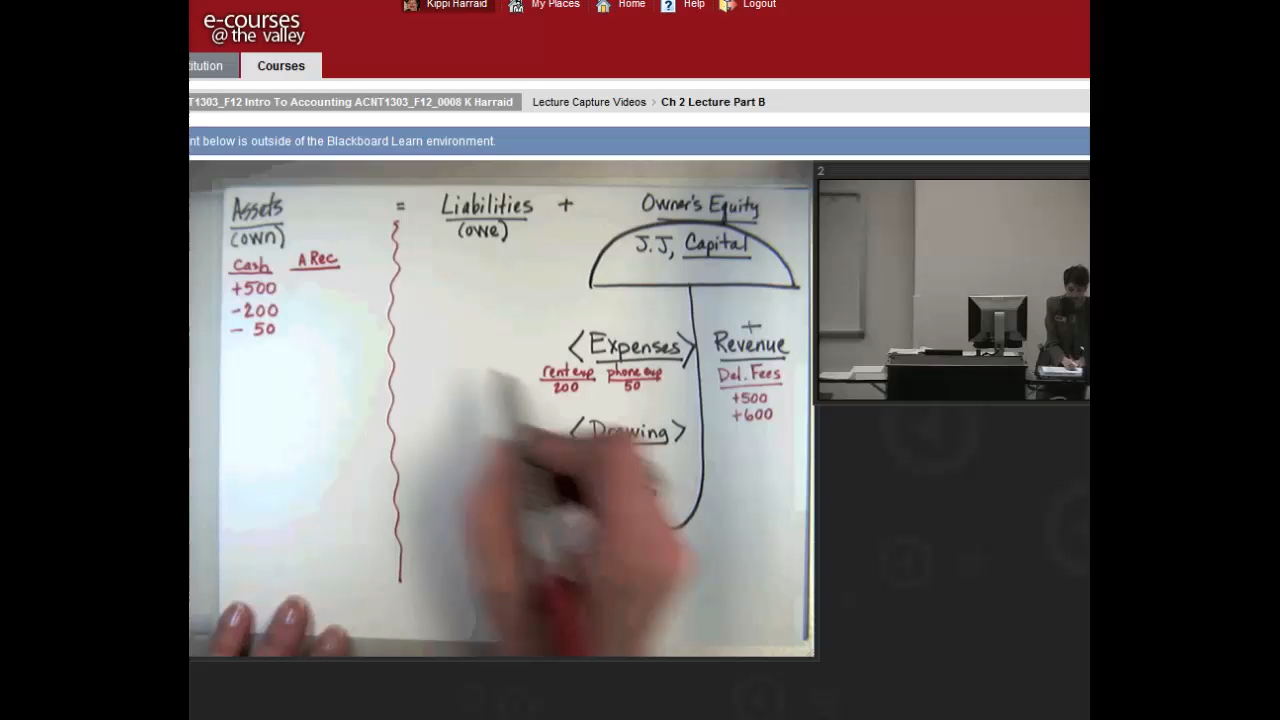 Kippi Harraid My Places Home Help Logout
e-courses
@ the valley
itution Courses
T1303_F12 Intro To Accounting ACNT1303_F12_0008 K Harraid Lecture Capture Videos > Ch 2 Lecture Part B
nt below is outside of the Blackboard Learn environment.
2
Assets = Liabilities + Owner's Equity
(own) (owe)
J.J, Capital
Cash A Rec
+500
-200
- 50
+
<Expenses> Revenue
rent exp phone exp Del. Fees
200 50
+500
+600
<Drawing>